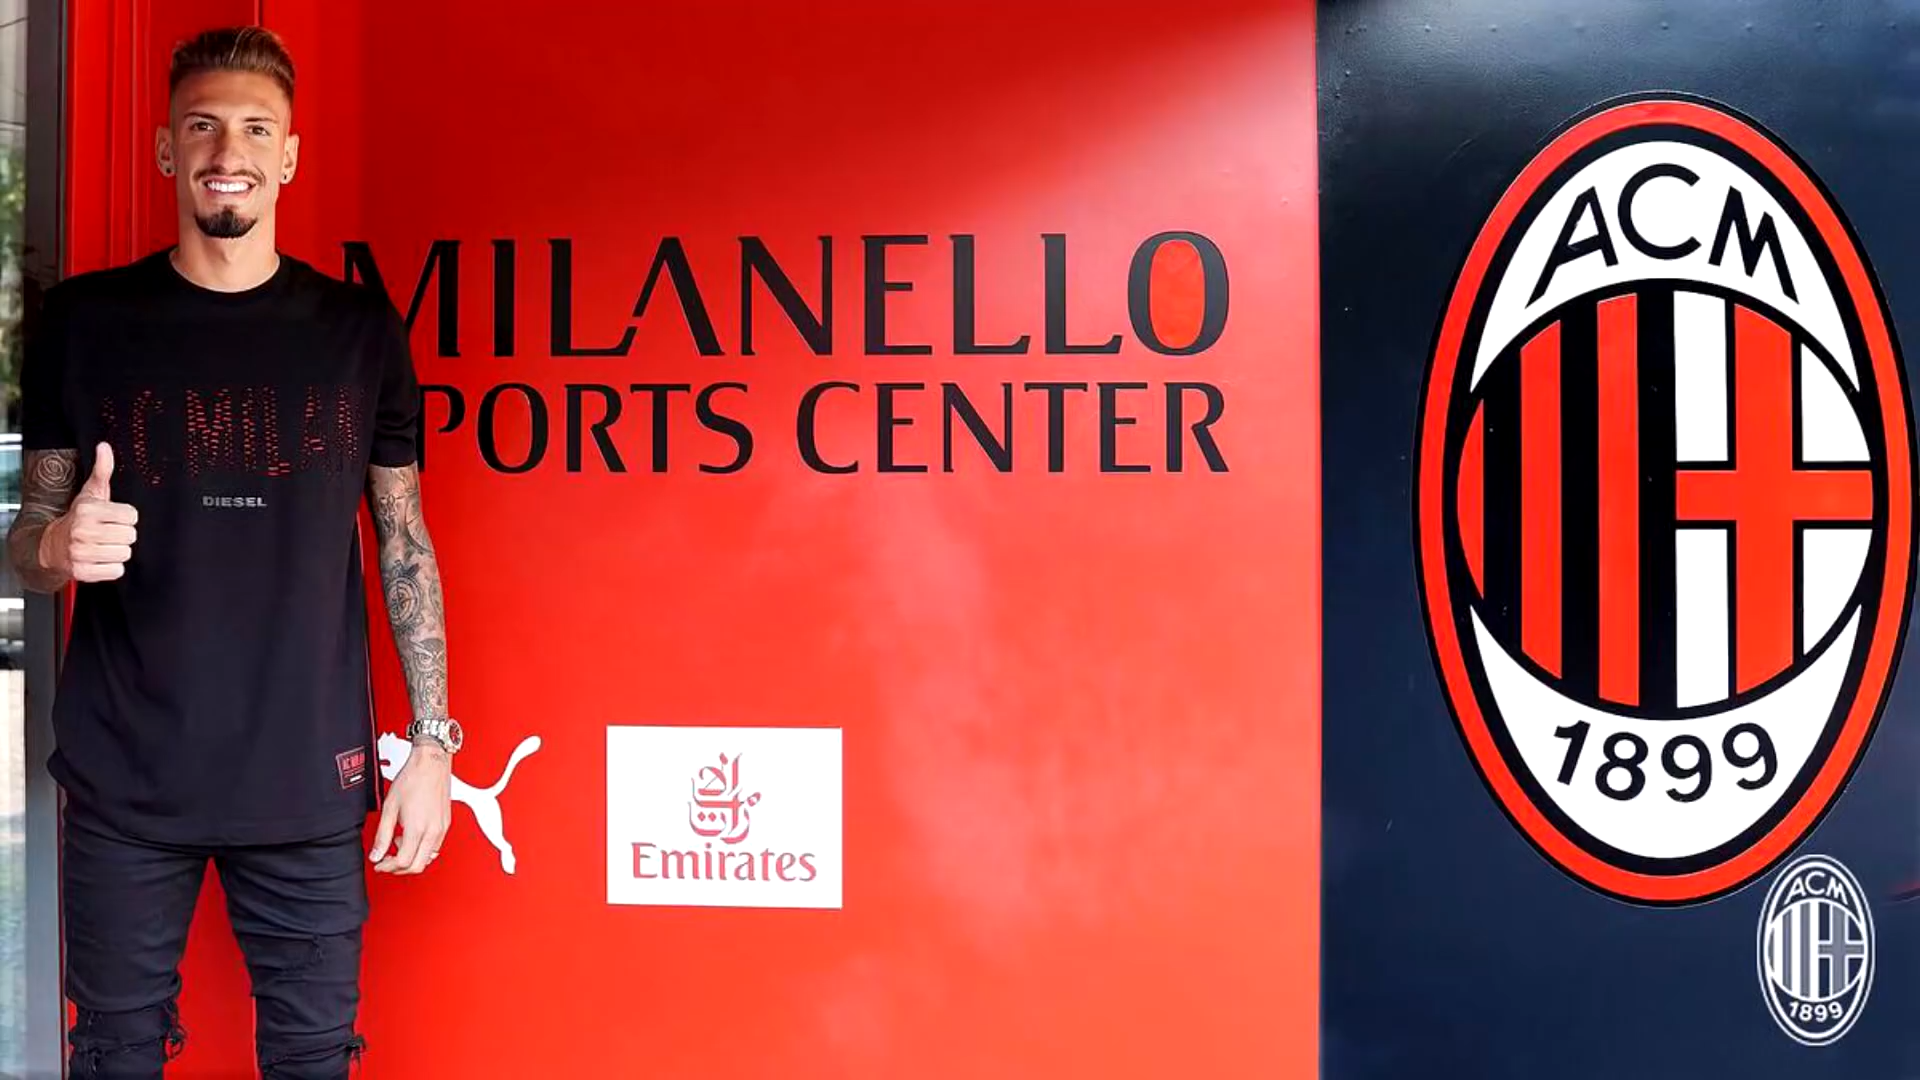 MILANELLO
PORTS CENTER
AC MILAN
DIESEL
Emirates
ACM
1899
ACM
1899